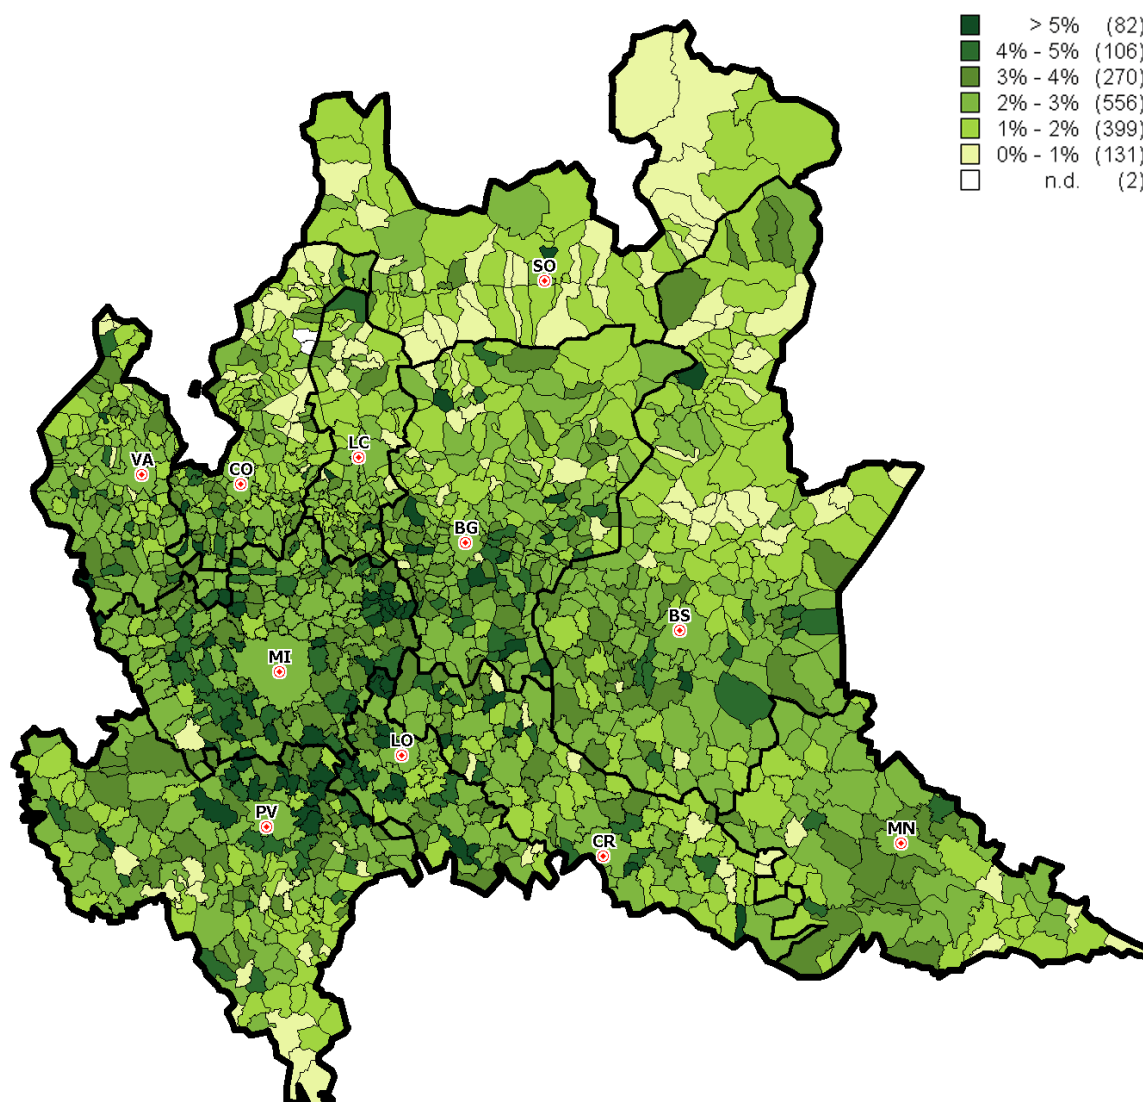 > 5% (82)
4% - 5% (106)
3% - 4% (270)
2% - 3% (556)
1% - 2% (399)
0% - 1% (131)
n.d. (2)
SO
LC
VA
CO
BG
BS
MI
LO
PV
CR
MN